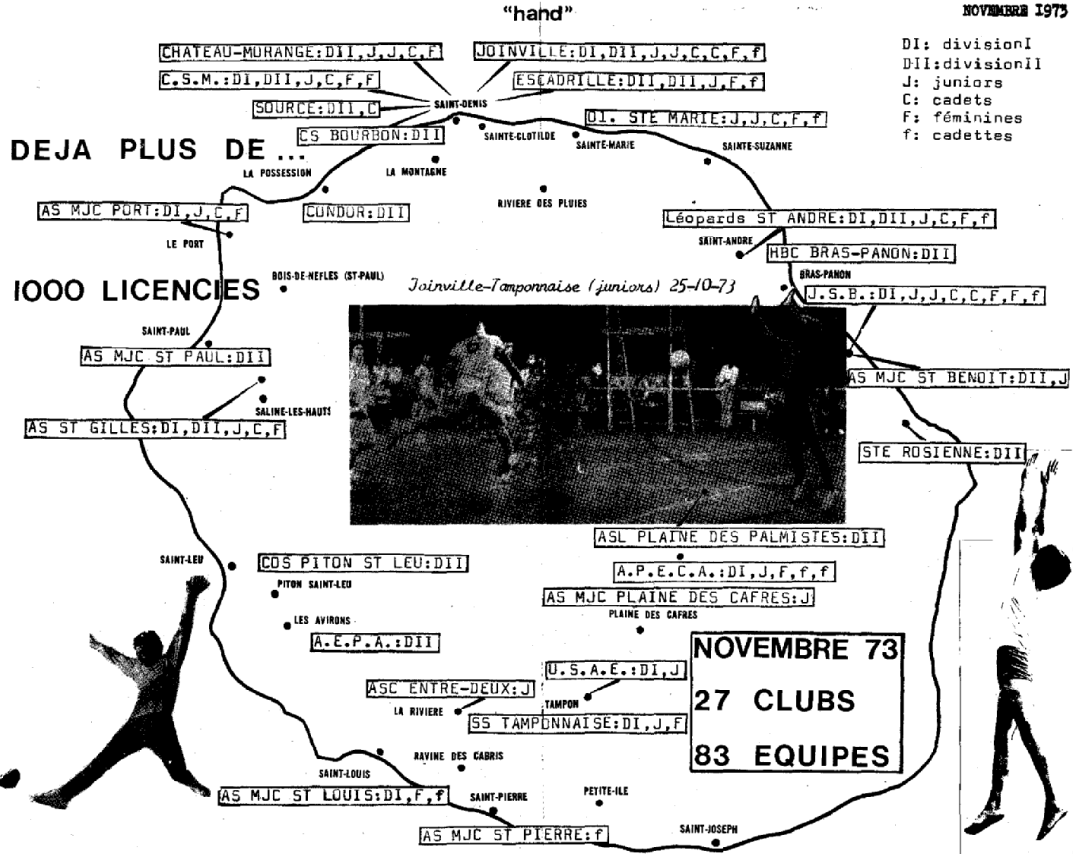 "hand"
NOVEMBRE 1973
DI: divisionI
DII:divisionII
J: juniors
C: cadets
F: féminines
f: cadettes
CHATEAU-MORANGE:DII,J,J,C,F
JOINVILLE:DI,DII,J,J,C,C,F,f
C.S.M.:DI,DII,J,C,F,F
ESCADRILLE:DII,DII,J,F,f
SOURCE:DII,C
SAINT-DENIS
CS BOURBON:DII
OI. STE MARIE:J,J,C,F,f
SAINTE-CLOTILDE
SAINTE-MARIE
SAINTE-SUZANNE
DEJA PLUS DE ...
LA POSSESSION
LA MONTAGNE
RIVIERE DES PLUIES
AS MJC PORT:DI,J,C,F
CONDOR:DII
Léopards ST ANDRE:DI,DII,J,C,F,f
LE PORT
SAINT-ANDRE
HBC BRAS-PANON:DII
BRAS-PANON
1000 LICENCIES
BOIS-DE-NEFLES (ST-PAUL)
Joinville-Tamponnaise (juniors) 25-10-73
J.S.B.:DI,J,J,C,C,F,F,f
SAINT-PAUL
AS MJC ST PAUL:DII
AS MJC ST BENOIT:DII,J
SALINE-LES-HAUTS
AS ST GILLES:DI,DII,J,C,F
STE ROSIENNE:DII
ASL PLAINE DES PALMISTES:DII
SAINT-LEU
COS PITON ST LEU:DII
A.P.E.C.A.:DI,J,F,f,f
PITON SAINT-LEU
AS MJC PLAINE DES CAFRES:J
PLAINE DES CAFRES
LES AVIRONS
A.E.P.A.:DII
NOVEMBRE 73
27 CLUBS
83 EQUIPES
U.S.A.E.:DI,J
ASC ENTRE-DEUX:J
TAMPON
LA RIVIERE
SS TAMPONNAISE:DI,J,F
RAVINE DES CABRIS
SAINT-LOUIS
AS MJC ST LOUIS:DI,F,f
SAINT-PIERRE
PETITE-ILE
AS MJC ST PIERRE:f
SAINT-JOSEPH